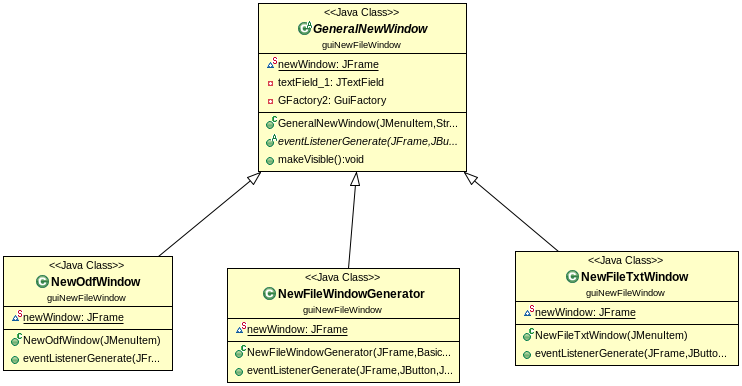 <<Java Class>>
GeneralNewWindow
guiNewFileWindow
newWindow: JFrame
textField_1: JTextField
GFactory2: GuiFactory
GeneralNewWindow(JMenuItem,Str...
eventListenerGenerate(JFrame,JBu...
makeVisible():void
<<Java Class>>
NewOdfWindow
guiNewFileWindow
newWindow: JFrame
NewOdfWindow(JMenuItem)
eventListenerGenerate(JFr...
<<Java Class>>
NewFileWindowGenerator
guiNewFileWindow
newWindow: JFrame
NewFileWindowGenerator(JFrame,Basic...
eventListenerGenerate(JFrame,JButton,J...
<<Java Class>>
NewFileTxtWindow
guiNewFileWindow
newWindow: JFrame
NewFileTxtWindow(JMenuItem)
eventListenerGenerate(JFrame,JButto...